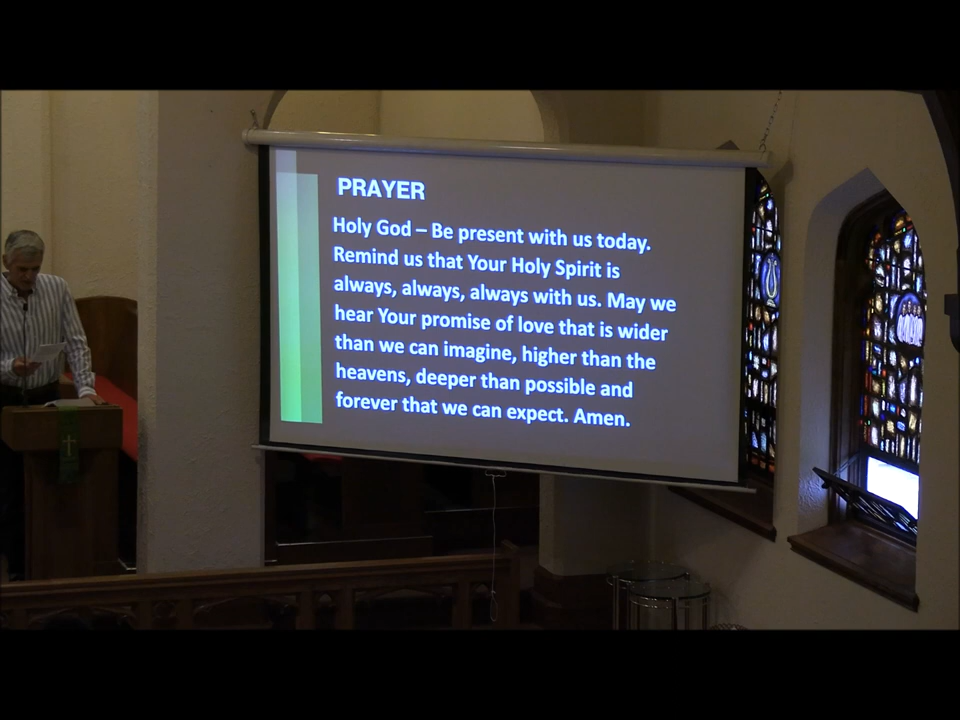 PRAYER
Holy God – Be present with us today.
Remind us that Your Holy Spirit is
always, always, always with us. May we
hear Your promise of love that is wider
than we can imagine, higher than the
heavens, deeper than possible and
forever that we can expect. Amen.